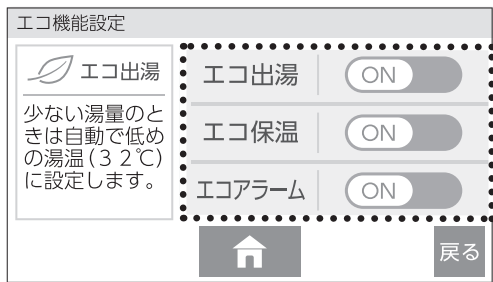 エコ機能設定
エコ出湯
少ない湯量のと
きは自動で低め
の湯温(32℃)
に設定します。
エコ出湯 ON
エコ保温 ON
エコアラーム ON
戻る